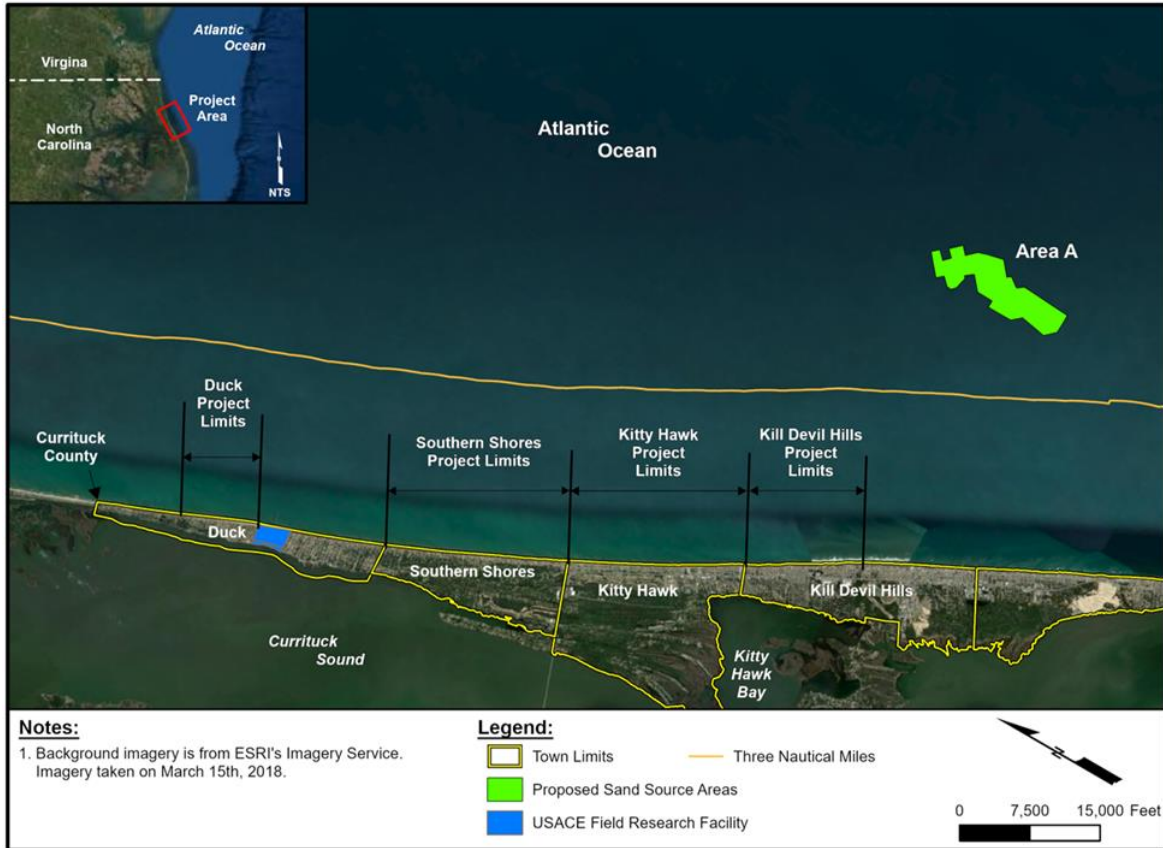 Atlantic
Ocean
Virgina
Project
Area
North
Carolina
NTS
Atlantic
Ocean
Area A
Duck
Project
Limits
Currituck
County
Southern Shores
Project Limits
Kitty Hawk
Project
Limits
Kill Devil Hills
Project
Limits
Duck
Southern Shores
Kitty Hawk
Kill Devil Hills
Currituck
Sound
Kitty
Hawk
Bay
Notes:
1. Background imagery is from ESRI's Imagery Service.
Imagery taken on March 15th, 2018.
Legend:
Town Limits
Three Nautical Miles
Proposed Sand Source Areas
USACE Field Research Facility
N
0 7,500 15,000 Feet